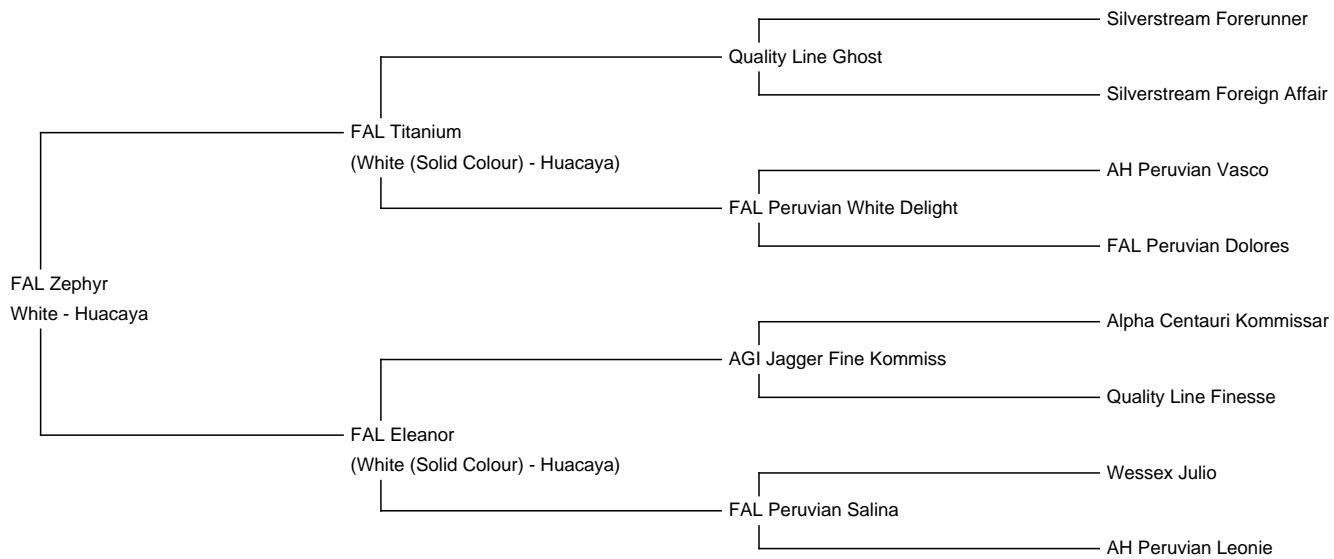 Silverstream Forerunner
Quality Line Ghost
Silverstream Foreign Affair
FAL Titanium
(White (Solid Colour) - Huacaya)
AH Peruvian Vasco
FAL Peruvian White Delight
FAL Peruvian Dolores
FAL Zephyr
White - Huacaya
Alpha Centauri Kommissar
AGI Jagger Fine Kommiss
Quality Line Finesse
FAL Eleanor
(White (Solid Colour) - Huacaya)
Wessex Julio
FAL Peruvian Salina
AH Peruvian Leonie